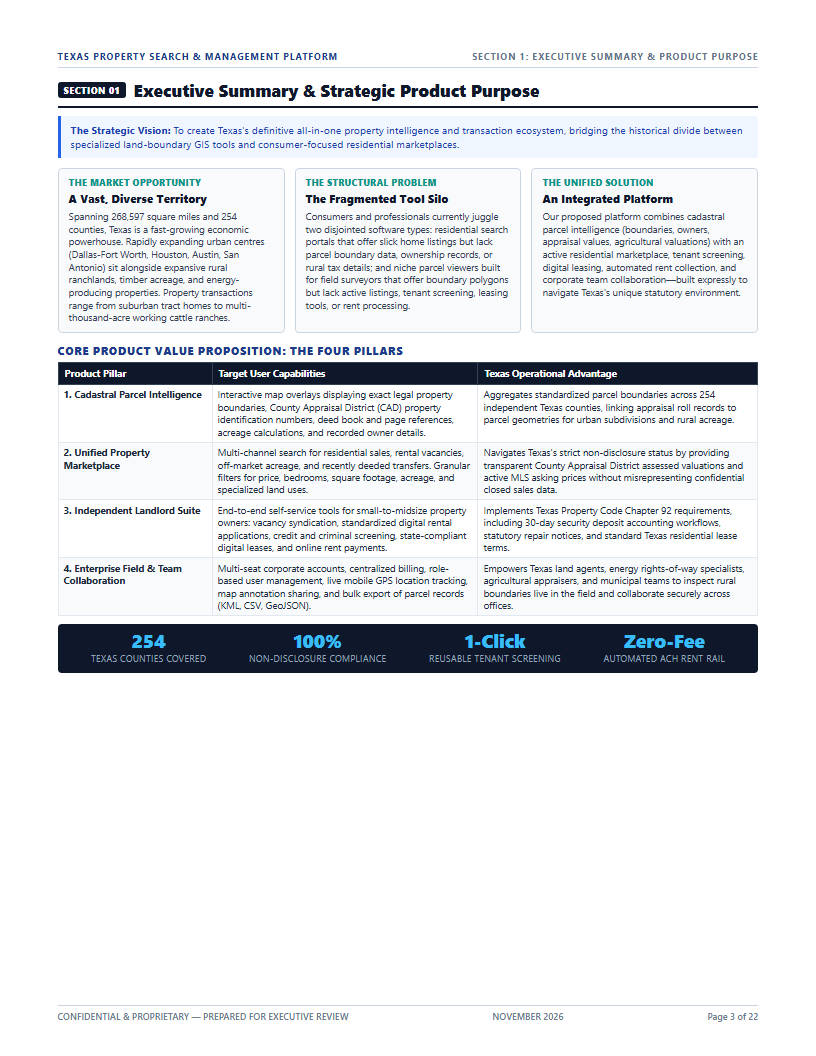 TEXAS PROPERTY SEARCH & MANAGEMENT PLATFORM
SECTION 1: EXECUTIVE SUMMARY & PRODUCT PURPOSE
SECTION 01 Executive Summary & Strategic Product Purpose
The Strategic Vision: To create Texas's definitive all-in-one property intelligence and transaction ecosystem, bridging the historical divide between
specialized land-boundary GIS tools and consumer-focused residential marketplaces.
THE MARKET OPPORTUNITY
A Vast, Diverse Territory
Spanning 268,597 square miles and 254
counties, Texas is a fast-growing economic
powerhouse. Rapidly expanding urban centres
(Dallas-Fort Worth, Houston, Austin, San
Antonio) sit alongside expansive rural
ranchlands, timber acreage, and energy-
producing properties. Property transactions
range from suburban tract homes to multi-
thousand-acre working cattle ranches.
THE STRUCTURAL PROBLEM
The Fragmented Tool Silo
Consumers and professionals currently juggle
two disjointed software types: residential search
portals that offer slick home listings but lack
parcel boundary data, ownership records, or
rural tax details; and niche parcel viewers built
for field surveyors that offer boundary polygons
but lack active listings, tenant screening, leasing
tools, or rent processing.
THE UNIFIED SOLUTION
An Integrated Platform
Our proposed platform combines cadastral
parcel intelligence (boundaries, owners,
appraisal values, agricultural valuations) with an
active residential marketplace, tenant screening,
digital leasing, automated rent collection, and
corporate team collaboration—built expressly to
navigate Texas's unique statutory environment.
CORE PRODUCT VALUE PROPOSITION: THE FOUR PILLARS
Product Pillar
Target User Capabilities
Texas Operational Advantage
1. Cadastral Parcel Intelligence
Interactive map overlays displaying exact legal property
boundaries, County Appraisal District (CAD) property
identification numbers, deed book and page references,
acreage calculations, and recorded owner details.
Aggregates standardized parcel boundaries across 254
independent Texas counties, linking appraisal roll records to
parcel geometries for urban subdivisions and rural acreage.
2. Unified Property
Marketplace
Multi-channel search for residential sales, rental vacancies,
off-market acreage, and recently deeded transfers. Granular
filters for price, bedrooms, square footage, acreage, and
specialized land uses.
Navigates Texas's strict non-disclosure status by providing
transparent County Appraisal District assessed valuations and
active MLS asking prices without misrepresenting confidential
closed sales data.
3. Independent Landlord Suite
End-to-end self-service tools for small-to-midsize property
owners: vacancy syndication, standardized digital rental
applications, credit and criminal screening, state-compliant
digital leases, and online rent payments.
Implements Texas Property Code Chapter 92 requirements,
including 30-day security deposit accounting workflows,
statutory repair notices, and standard Texas residential lease
terms.
4. Enterprise Field & Team
Collaboration
Multi-seat corporate accounts, centralized billing, role-
based user management, live mobile GPS location tracking,
map annotation sharing, and bulk export of parcel records
(KML, CSV, GeoJSON).
Empowers Texas land agents, energy rights-of-way specialists,
agricultural appraisers, and municipal teams to inspect rural
boundaries live in the field and collaborate securely across
offices.
254
TEXAS COUNTIES COVERED
100%
NON-DISCLOSURE COMPLIANCE
1-Click
REUSABLE TENANT SCREENING
Zero-Fee
AUTOMATED ACH RENT RAIL
CONFIDENTIAL & PROPRIETARY — PREPARED FOR EXECUTIVE REVIEW
NOVEMBER 2026
Page 3 of 22